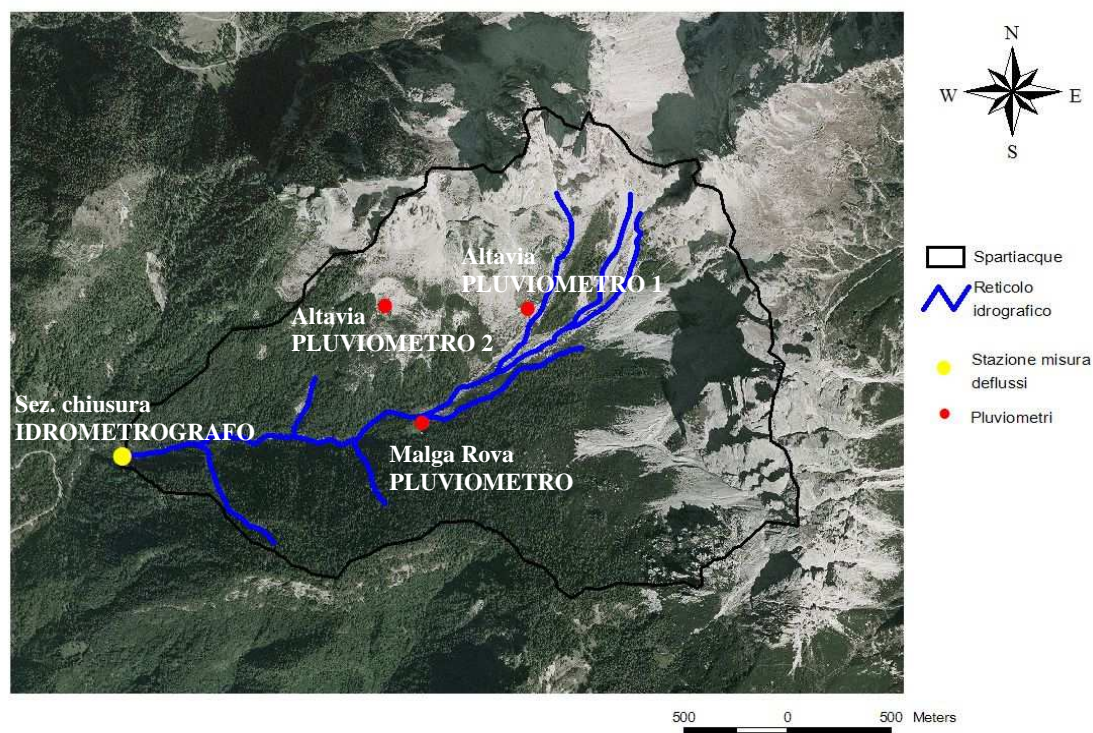 N
W
E
S
Altavia
PLUVIOMETRO 1
Altavia
PLUVIOMETRO 2
Sez. chiusura
IDROMETROGRAFO
Malga Rova
PLUVIOMETRO
Spartiacque
Reticolo
idrografico
Stazione misura
deflussi
Pluviometri
500 0 500 Meters